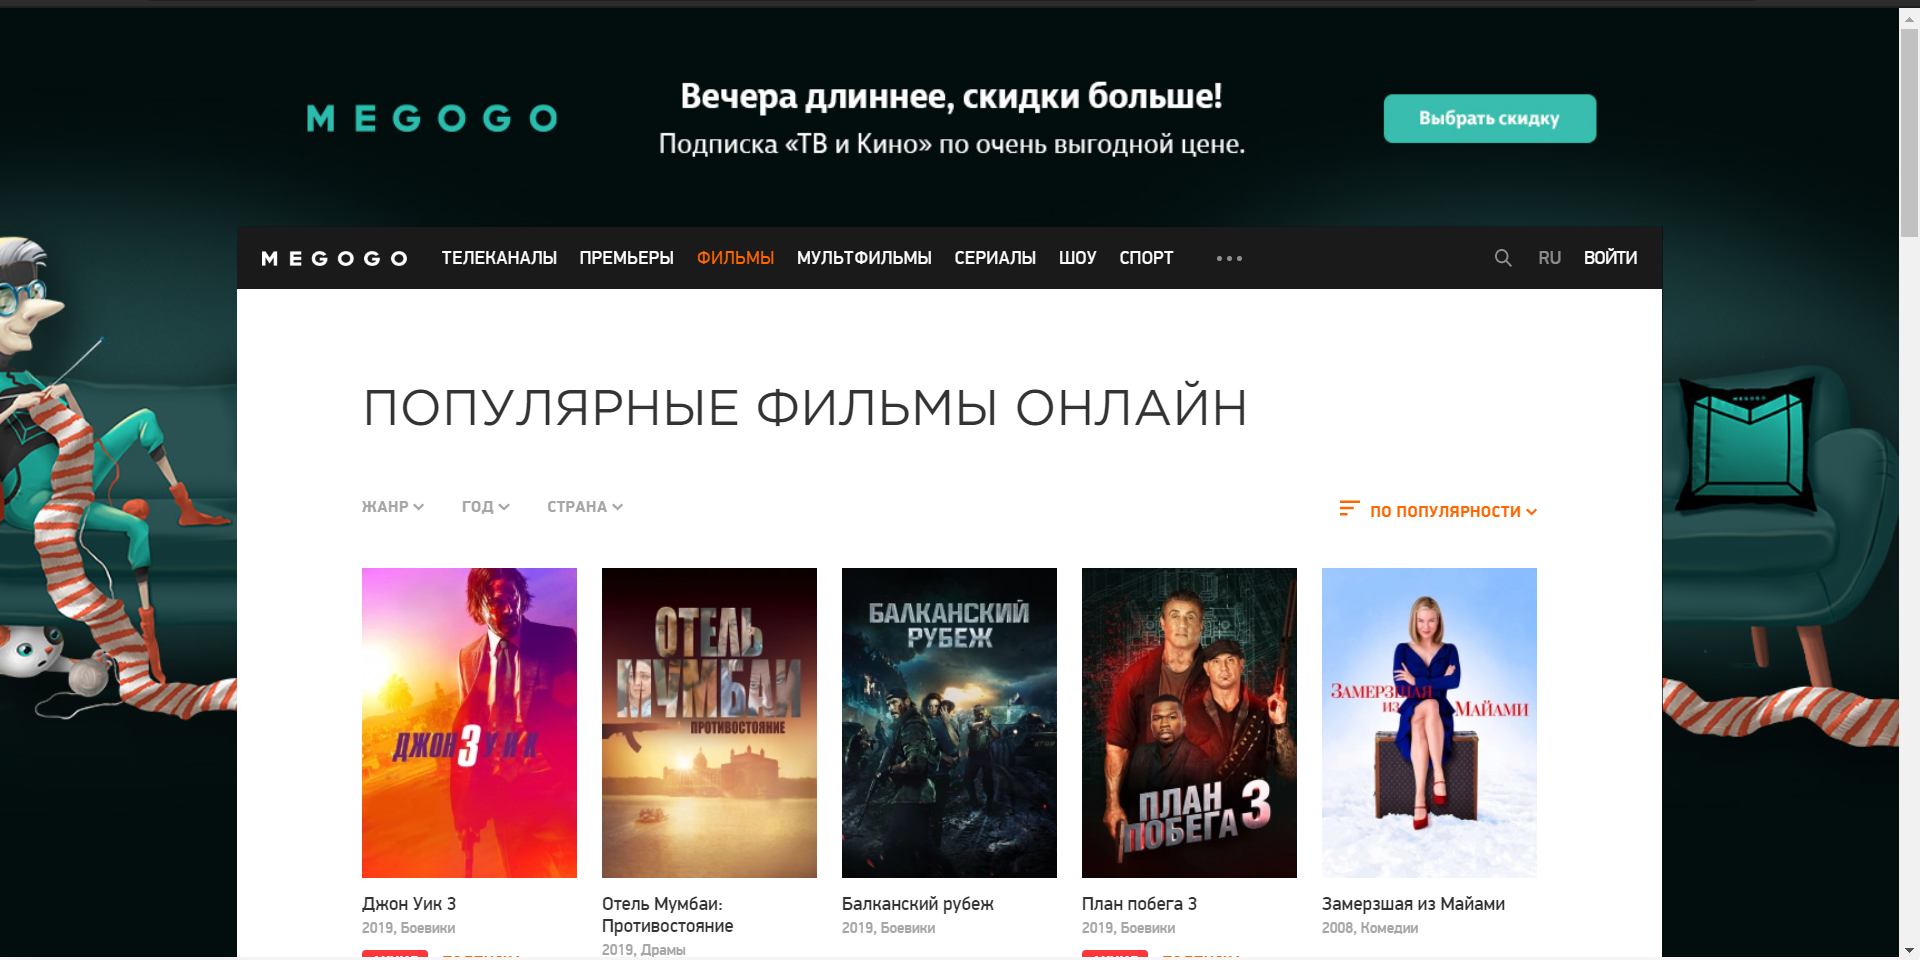 MEGOGO
Вечера длиннее, скидки больше!
Подписка «ТВ и Кино» по очень выгодной цене.
Выбрать скидку
MEGOGO ТЕЛЕКАНАЛЫ ПРЕМЬЕРЫ ФИЛЬМЫ МУЛЬТФИЛЬМЫ СЕРИАЛЫ ШОУ СПОРТ RU ВОЙТИ
MEGOGO
ПОПУЛЯРНЫЕ ФИЛЬМЫ ОНЛАЙН
ЖАНР ГОД СТРАНА ПО ПОПУЛЯРНОСТИ
ДЖОН 3 УИК
ОТЕЛЬ
МУМБАИ
ПРОТИВОСТОЯНИЕ
БАЛКАНСКИЙ
РУБЕЖ
ПЛАН
ПОБЕГА 3
ЗАМЕРЗШАЯ
ИЗ МАЙАМИ
Джон Уик 3
2019, Боевики
Отель Мумбаи:
Противостояние
2019, Драмы
Балканский рубеж
2019, Боевики
План побега 3
2019, Боевики
Замерзшая из Майами
2008, Комедии